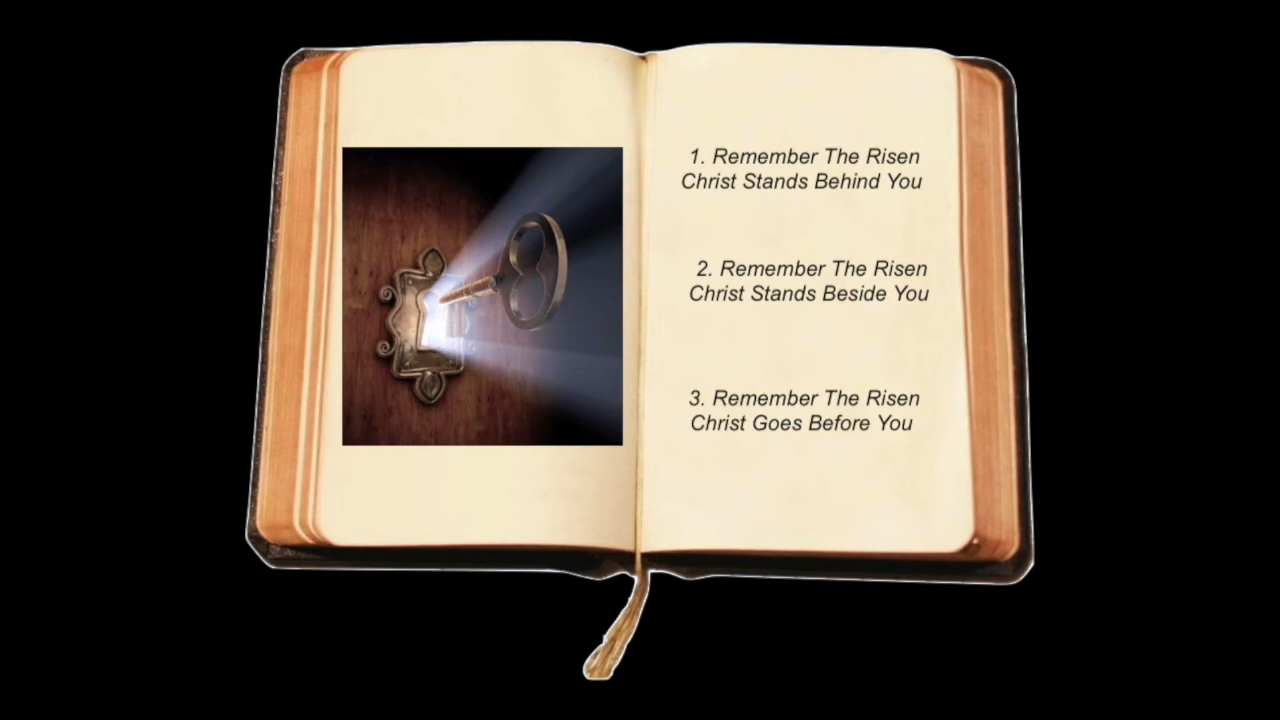 1. Remember The Risen
Christ Stands Behind You
2. Remember The Risen
Christ Stands Beside You
3. Remember The Risen
Christ Goes Before You